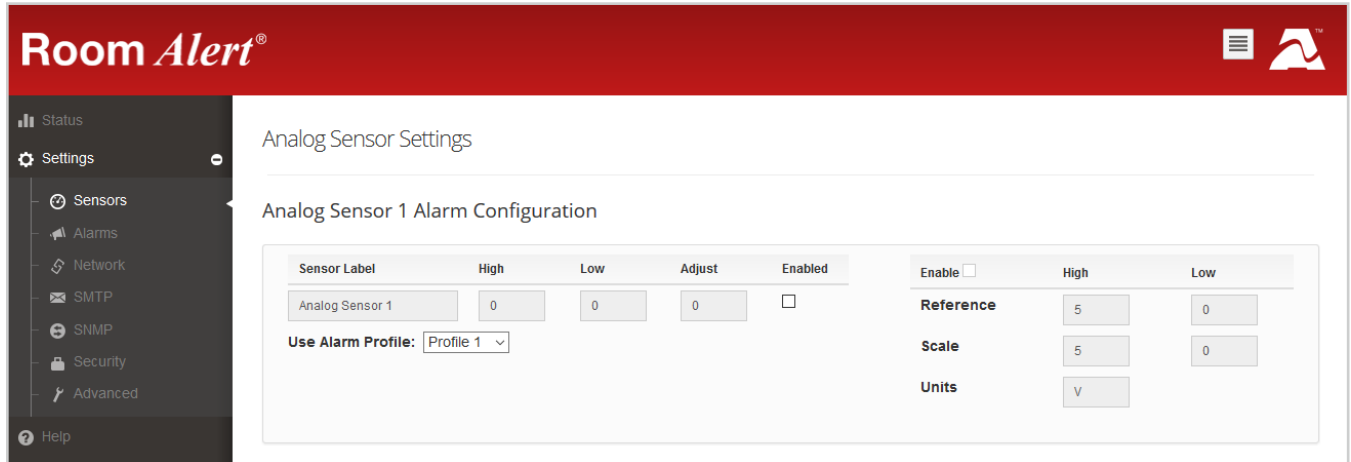 Room Alert®
™
Status
Settings
Sensors
Alarms
Network
SMTP
SNMP
Security
Advanced
Help
Analog Sensor Settings
Analog Sensor 1 Alarm Configuration
Sensor Label High Low Adjust Enabled
Analog Sensor 1 0 0 0
Use Alarm Profile: Profile 1
Enable High Low
Reference 5 0
Scale 5 0
Units V